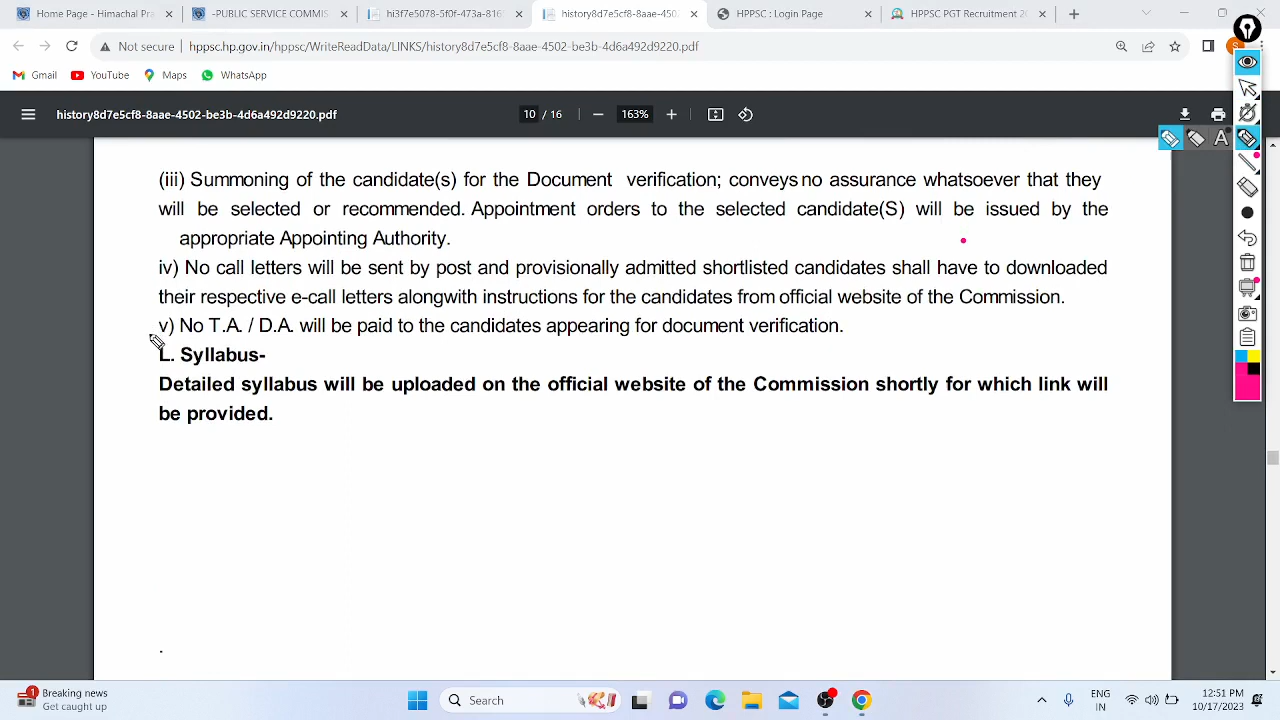 Home Page - Himachal Pra
-PUBLIC SERVICE COMMIS
hi3f7e5078-5fc7-473a-816
history8d7e5cf8-8aae-450
HPPSC : Login Page
HPPSC PGT Recruitment 20
Not secure
hppsc.hp.gov.in/hppsc/WriteReadData/LINKS/history8d7e5cf8-8aae-4502-be3b-4d6a492d9220.pdf
Gmail
YouTube
Maps
WhatsApp
history8d7e5cf8-8aae-4502-be3b-4d6a492d9220.pdf
10 / 16
163%
A
(iii) Summoning of the candidate(s) for the Document verification; conveys no assurance whatsoever that they
will be selected or recommended. Appointment orders to the selected candidate(S) will be issued by the
appropriate Appointing Authority.
iv) No call letters will be sent by post and provisionally admitted shortlisted candidates shall have to downloaded
their respective e-call letters alongwith instructions for the candidates from official website of the Commission.
v) No T.A. / D.A. will be paid to the candidates appearing for document verification.
L. Syllabus-
Detailed syllabus will be uploaded on the official website of the Commission shortly for which link will
be provided.
.
1
Breaking news
Get caught up
Search
ENG
IN
12:51 PM
10/17/2023